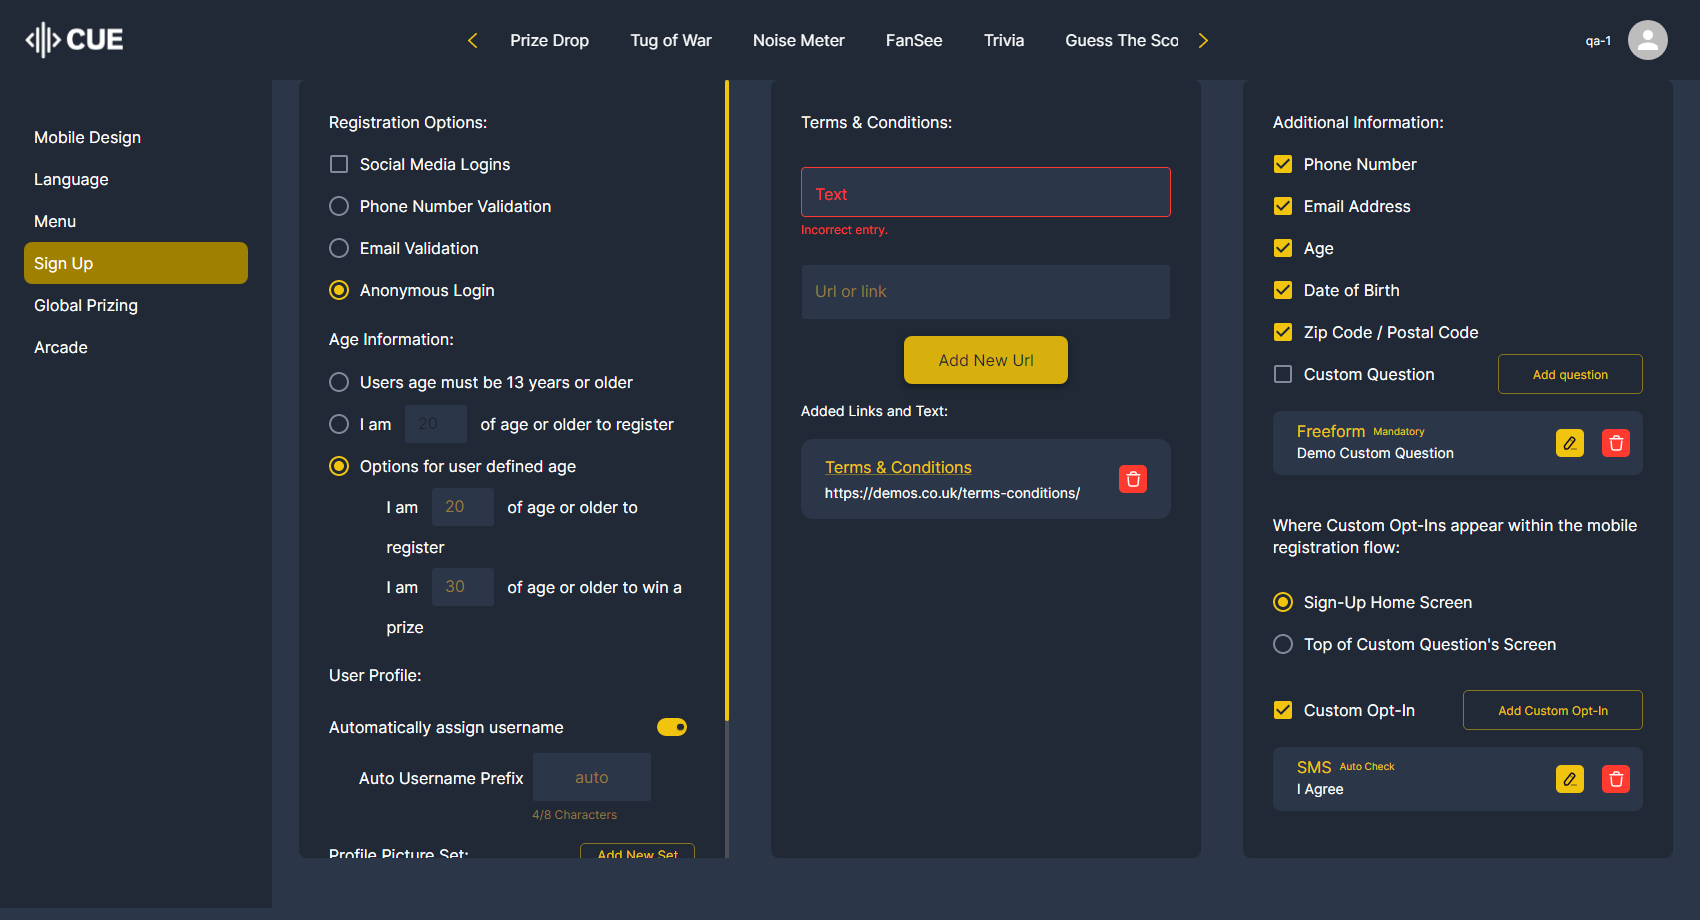 CUE
Prize Drop
Tug of War
Noise Meter
FanSee
Trivia
Guess The Sco
qa-1
Mobile Design
Language
Menu
Sign Up
Global Prizing
Arcade
Registration Options:
Social Media Logins
Phone Number Validation
Email Validation
Anonymous Login
Age Information:
Users age must be 13 years or older
I am 20 of age or older to register
Options for user defined age
I am 20 of age or older to
register
I am 30 of age or older to win a
prize
User Profile:
Automatically assign username
Auto Username Prefix auto
4/8 Characters
Profile Picture Set: Add New Set
Terms & Conditions:
Text
Incorrect entry.
Url or link
Add New Url
Added Links and Text:
Terms & Conditions
https://demos.co.uk/terms-conditions/
Additional Information:
Phone Number
Email Address
Age
Date of Birth
Zip Code / Postal Code
Custom Question Add question
Freeform Mandatory
Demo Custom Question
Where Custom Opt-Ins appear within the mobile
registration flow:
Sign-Up Home Screen
Top of Custom Question's Screen
Custom Opt-In Add Custom Opt-In
SMS Auto Check
I Agree